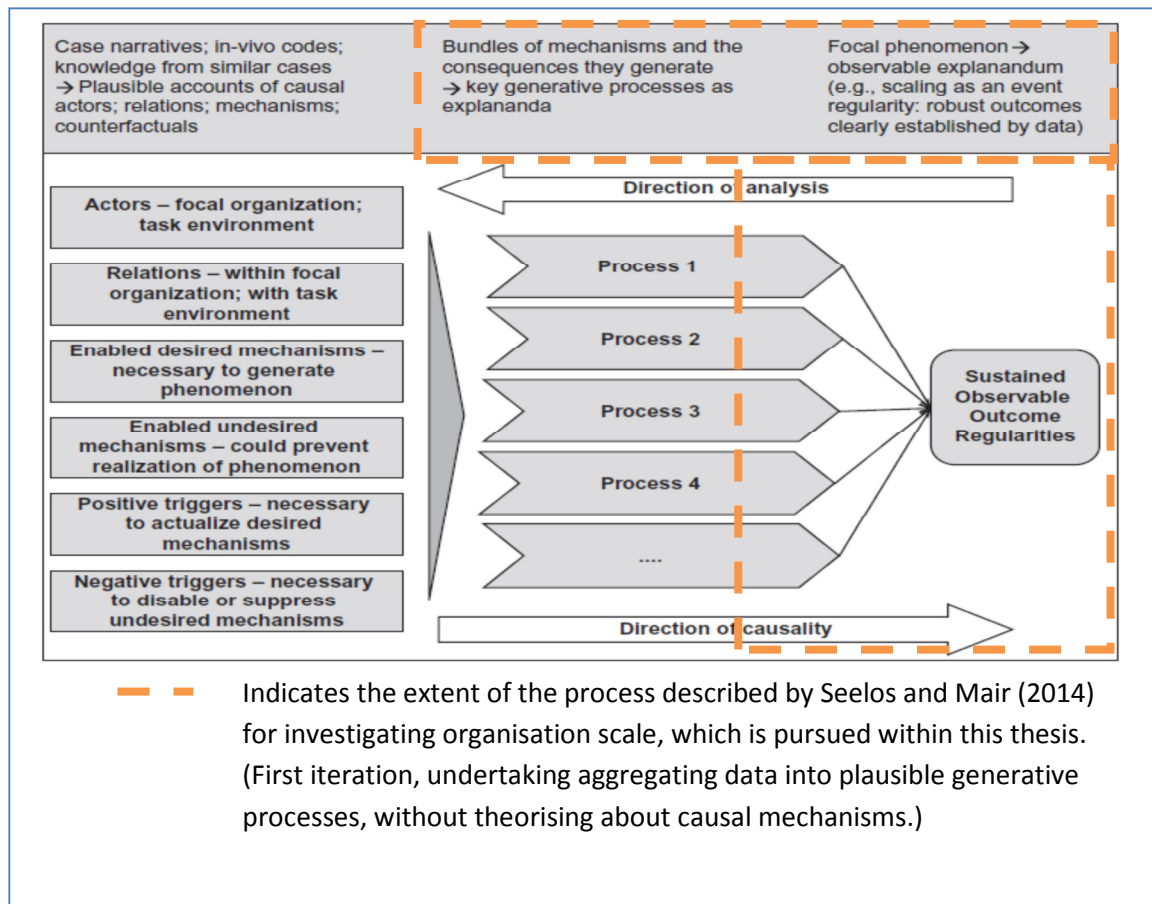 Case narratives; in-vivo codes;
knowledge from similar cases
→ Plausible accounts of causal
actors; relations; mechanisms;
counterfactuals
Bundles of mechanisms and the
consequences they generate
→ key generative processes as
explananda
Focal phenomenon →
observable explanandum
(e.g., scaling as an event
regularity: robust outcomes
clearly established by data)
Direction of analysis
Actors – focal organization;
task environment
Relations – within focal
organization; with task
environment
Enabled desired mechanisms –
necessary to generate
phenomenon
Enabled undesired
mechanisms – could prevent
realization of phenomenon
Positive triggers – necessary
to actualize desired
mechanisms
Negative triggers – necessary
to disable or suppress
undesired mechanisms
Process 1
Process 2
Process 3
Process 4
....
Sustained
Observable
Outcome
Regularities
Direction of causality
Indicates the extent of the process described by Seelos and Mair (2014)
for investigating organisation scale, which is pursued within this thesis.
(First iteration, undertaking aggregating data into plausible generative
processes, without theorising about causal mechanisms.)